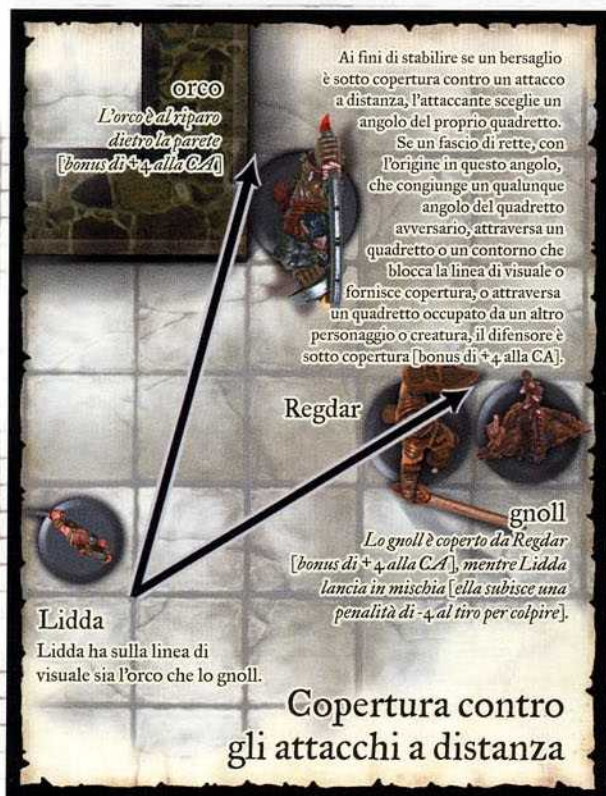 orco
L'orco è al riparo
dietro la parete
[bonus di +4 alla CA]
Ai fini di stabilire se un bersaglio
è sotto copertura contro un attacco
a distanza, l'attaccante sceglie un
angolo del proprio quadretto.
Se un fascio di rette, con
l'origine in questo angolo,
che congiunge un qualunque
angolo del quadretto
avversario, attraversa un
quadretto o un contorno che
blocca la linea di visuale o
fornisce copertura, o attraversa
un quadretto occupato da un altro
personaggio o creatura, il difensore è
sotto copertura [bonus di +4 alla CA].
Regdar
gnoll
Lo gnoll è coperto da Regdar
[bonus di +4 alla CA], mentre Lidda
lancia in mischia [ella subisce una
penalità di -4 al tiro per colpire].
Lidda
Lidda ha sulla linea di
visuale sia l'orco che lo gnoll.
Copertura contro
gli attacchi a distanza